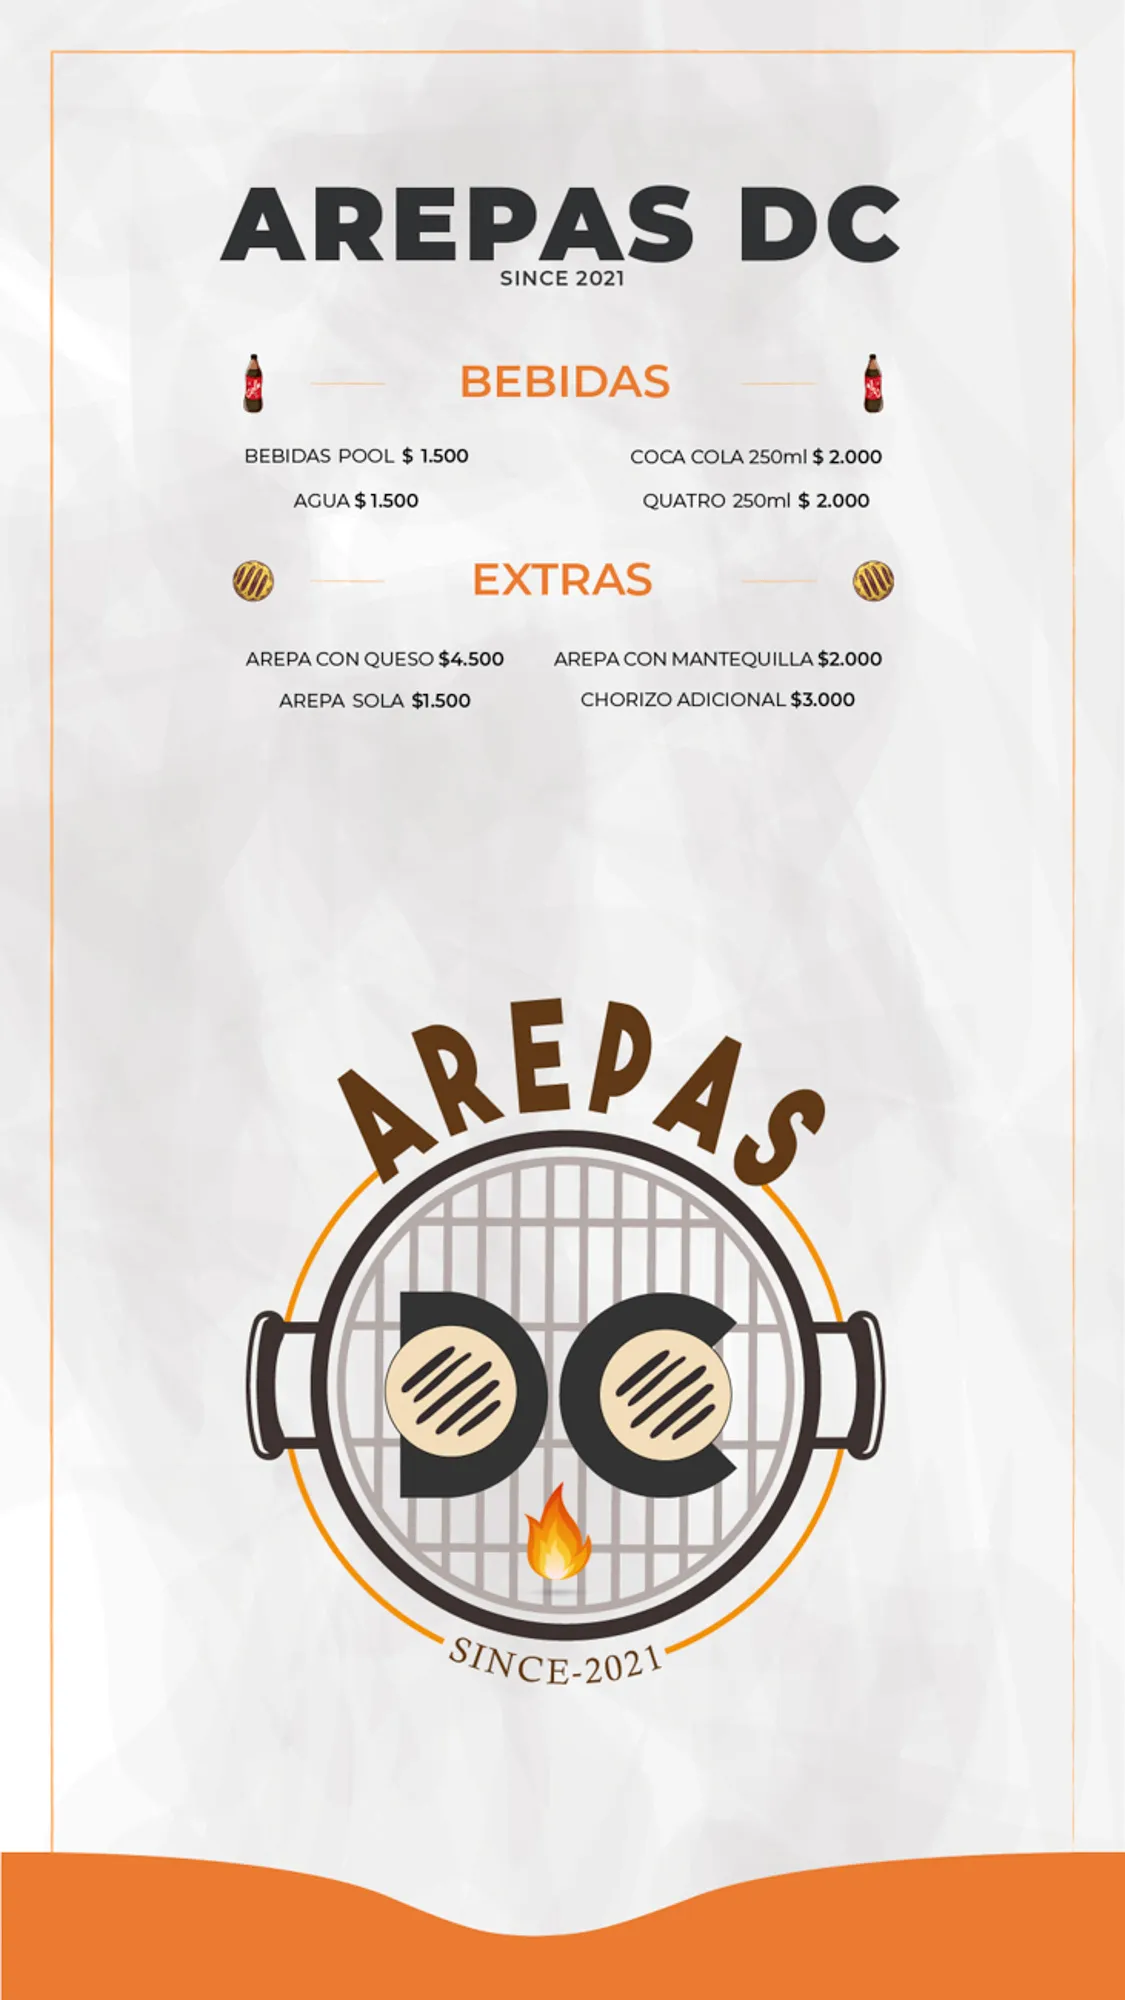 AREPAS DC
SINCE 2021
BEBIDAS
BEBIDAS POOL $ 1.500
COCA COLA 250ml $ 2.000
AGUA $ 1.500
QUATRO 250ml $ 2.000
EXTRAS
AREPA CON QUESO $4.500
AREPA CON MANTEQUILLA $2.000
AREPA SOLA $1.500
CHORIZO ADICIONAL $3.000
AREPAS
DC
SINCE-2021